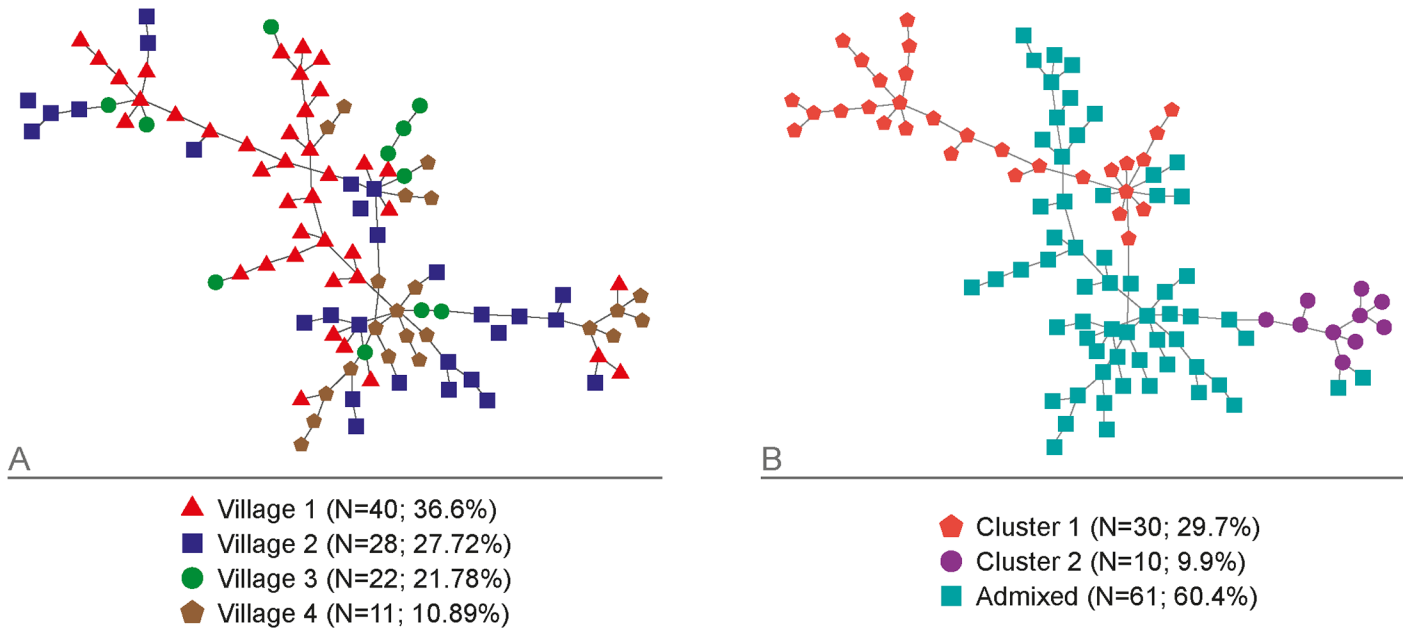 A
Village 1 (N=40; 36.6%)
Village 2 (N=28; 27.72%)
Village 3 (N=22; 21.78%)
Village 4 (N=11; 10.89%)
B
Cluster 1 (N=30; 29.7%)
Cluster 2 (N=10; 9.9%)
Admixed (N=61; 60.4%)